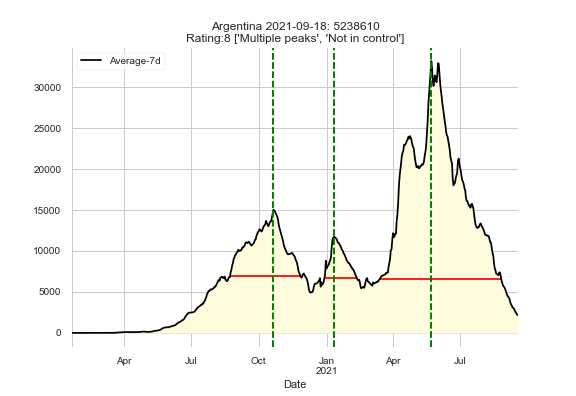 Argentina 2021-09-18: 5238610
Rating:8 ['Multiple peaks', 'Not in control']
Average-7d
30000
25000
20000
15000
10000
5000
0
Apr Jul Oct Jan Apr Jul
2021
Date